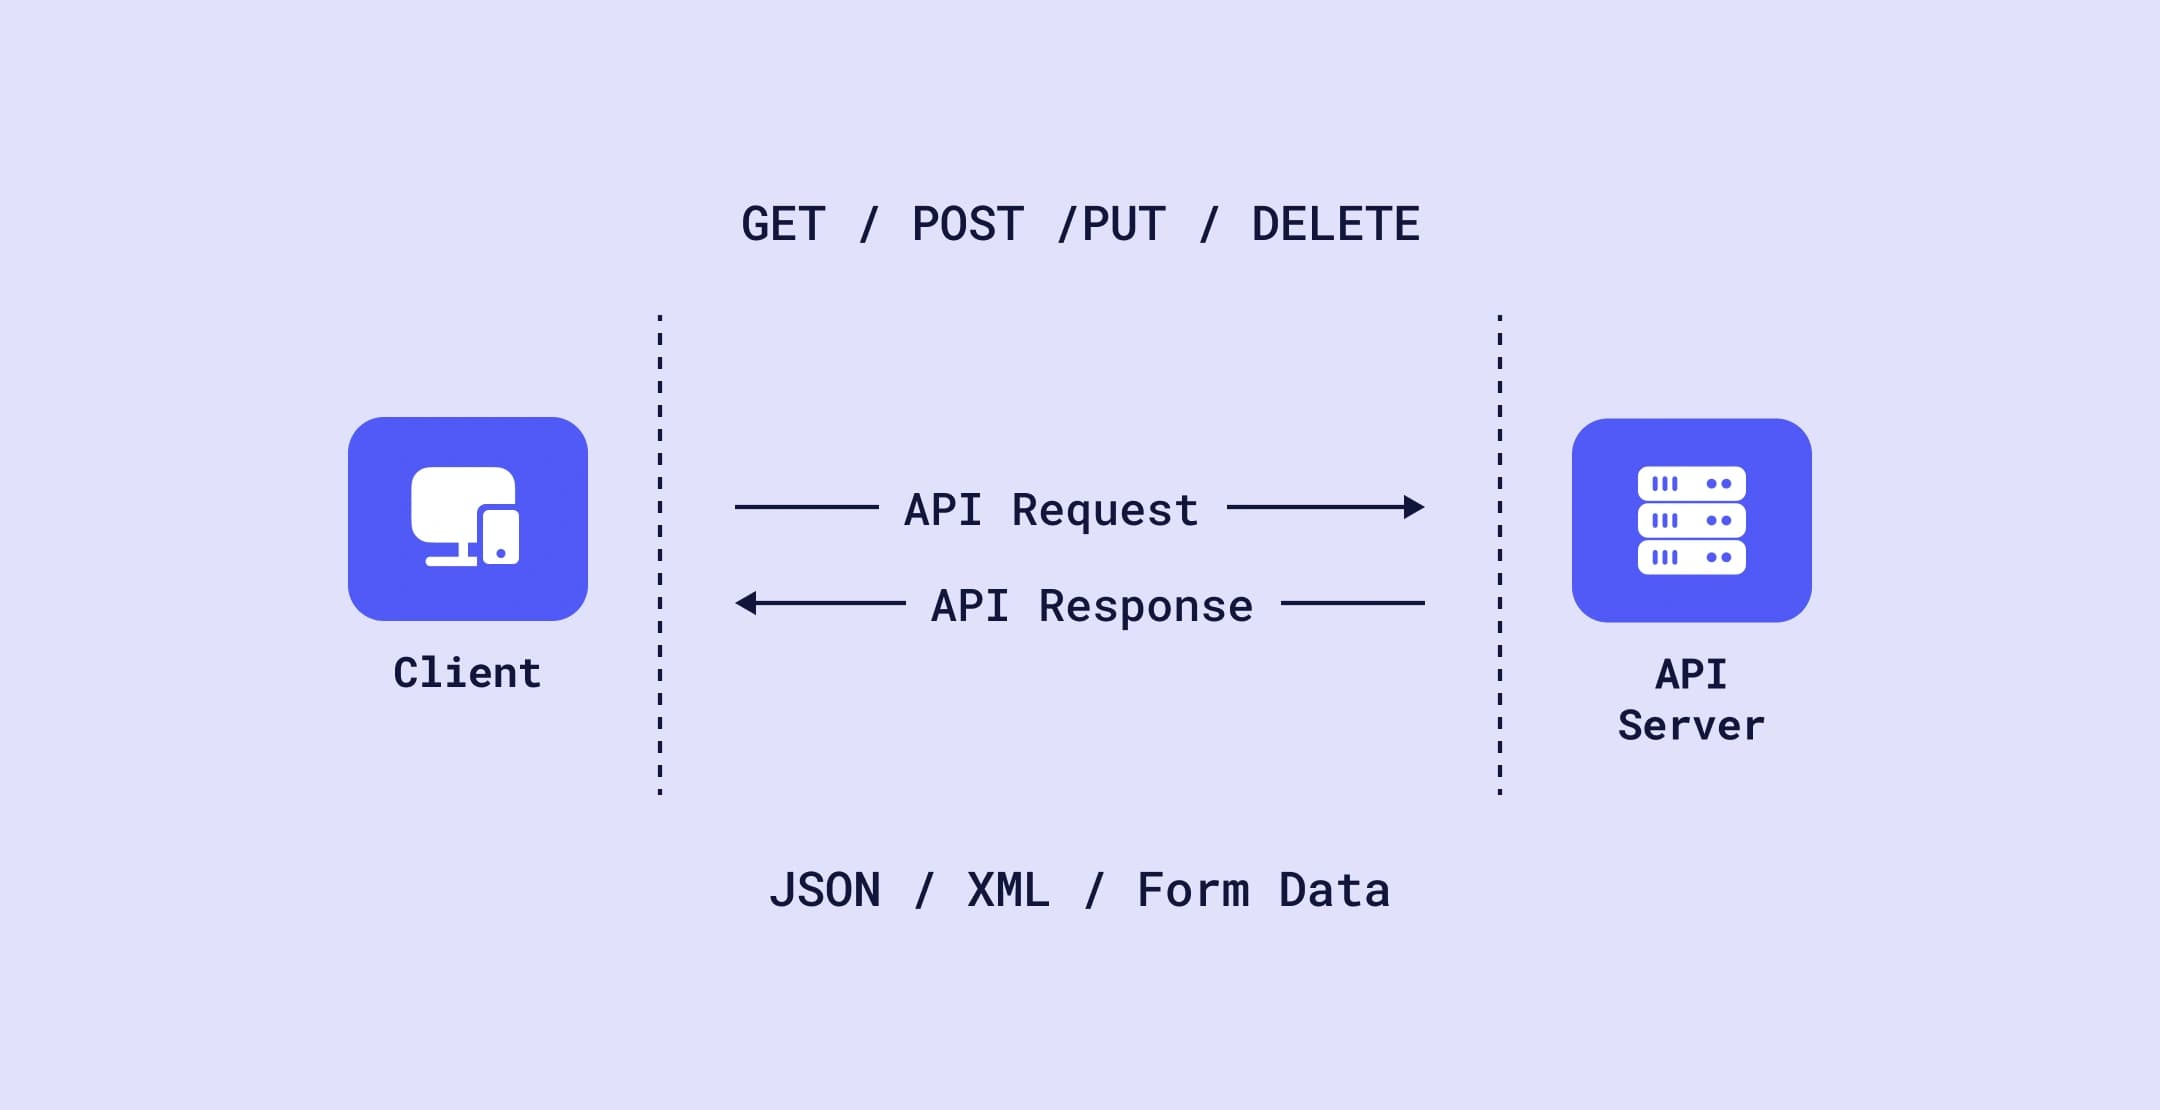 GET / POST /PUT / DELETE
API Request
API Response
Client
API
Server
JSON / XML / Form Data